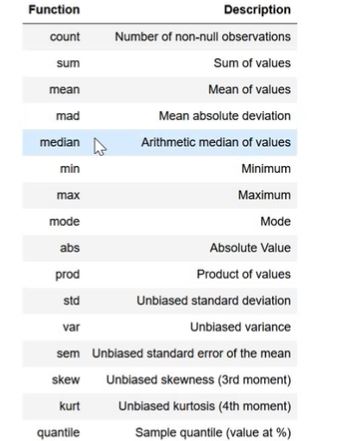 Function Description
count Number of non-null observations
sum Sum of values
mean Mean of values
mad Mean absolute deviation
median Arithmetic median of values
min Minimum
max Maximum
mode Mode
abs Absolute Value
prod Product of values
std Unbiased standard deviation
var Unbiased variance
sem Unbiased standard error of the mean
skew Unbiased skewness (3rd moment)
kurt Unbiased kurtosis (4th moment)
quantile Sample quantile (value at %)